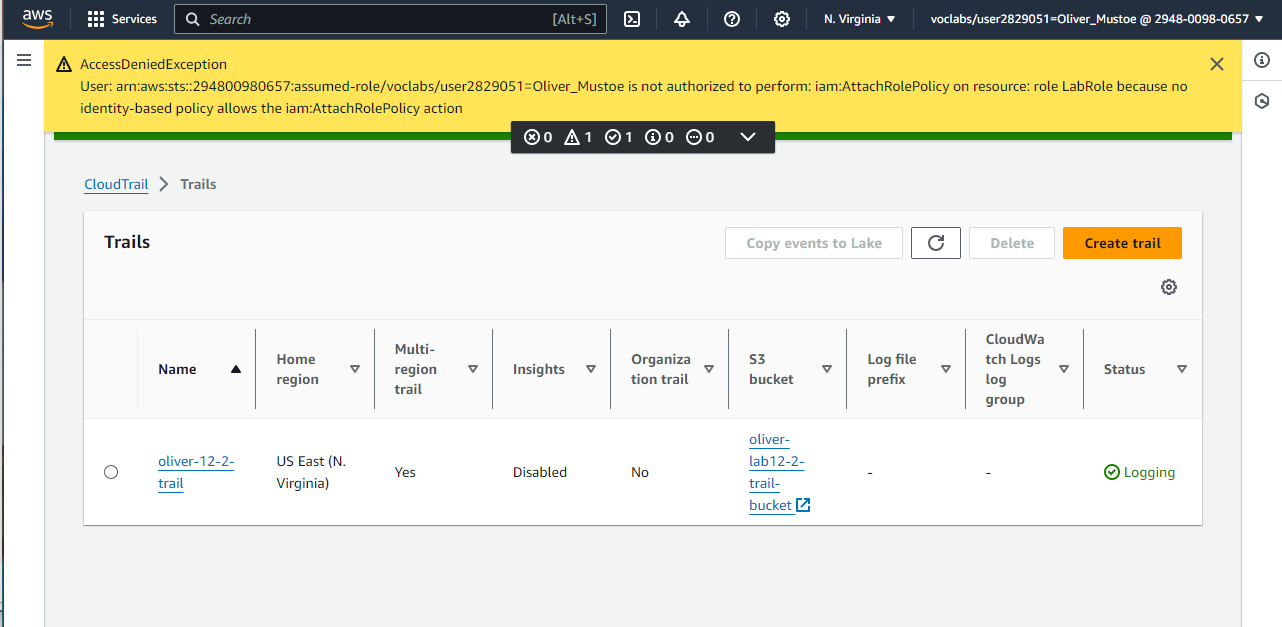 aws
Services
Search
[Alt+S]
N. Virginia
voclabs/user2829051=Oliver_Mustoe @ 2948-0098-0657
AccessDeniedException
User: arn:aws:sts::294800980657:assumed-role/voclabs/user2829051=Oliver_Mustoe is not authorized to perform: iam:AttachRolePolicy on resource: role LabRole because no
identity-based policy allows the iam:AttachRolePolicy action
0 1 1 0 0
CloudTrail
Trails
Trails
Copy events to Lake
Delete
Create trail
Name
Home
region
Multi-
region
trail
Insights
Organiza
tion trail
S3
bucket
Log file
prefix
CloudWa
tch Logs
log
group
Status
oliver-12-2-
trail
US East (N.
Virginia)
Yes
Disabled
No
oliver-
lab12-2-
trail-
bucket
-
-
Logging